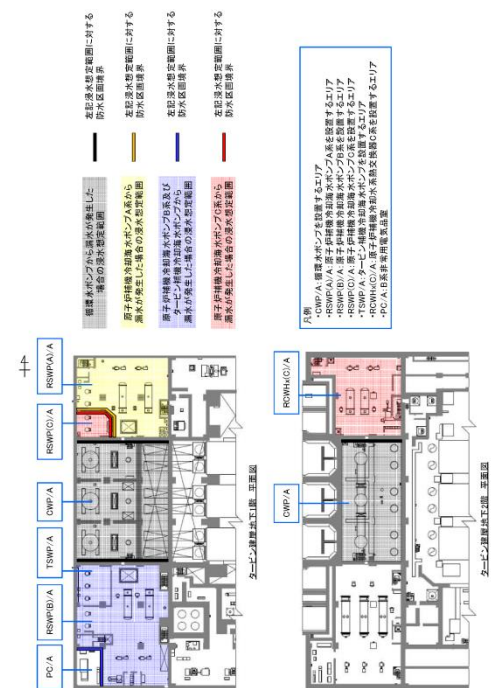 循環水ポンプから漏水が発生した
場合の浸水想定範囲
左記浸水想定範囲に対する
防水区画境界
原子炉補機冷却海水ポンプA系から
漏水が発生した場合の浸水想定範囲
左記浸水想定範囲に対する
防水区画境界
原子炉補機冷却海水ポンプB系及び
タービン補機冷却海水ポンプから
漏水が発生した場合の浸水想定範囲
左記浸水想定範囲に対する
防水区画境界
原子炉補機冷却海水ポンプC系から
漏水が発生した場合の浸水想定範囲
左記浸水想定範囲に対する
防水区画境界
凡例
・CWP/A:循環水ポンプを設置するエリア
・RSWP(A)/A:原子炉補機冷却海水ポンプA系を設置するエリア
・RSWP(B)/A:原子炉補機冷却海水ポンプB系を設置するエリア
・RSWP(C)/A:原子炉補機冷却海水ポンプC系を設置するエリア
・TSWP/A:タービン補機冷却海水ポンプを設置するエリア
・RCWHx(C)/A:原子炉補機冷却水系熱交換器C系を設置するエリア
・PC/A:B系非常用電気品室
PC/A
RSWP(B)/A
TSWP/A
CWP/A
RSWP(C)/A
RSWP(A)/A
タービン建屋地下1階 平面図
CWP/A
RCWHx(C)/A
タービン建屋地下2階 平面図